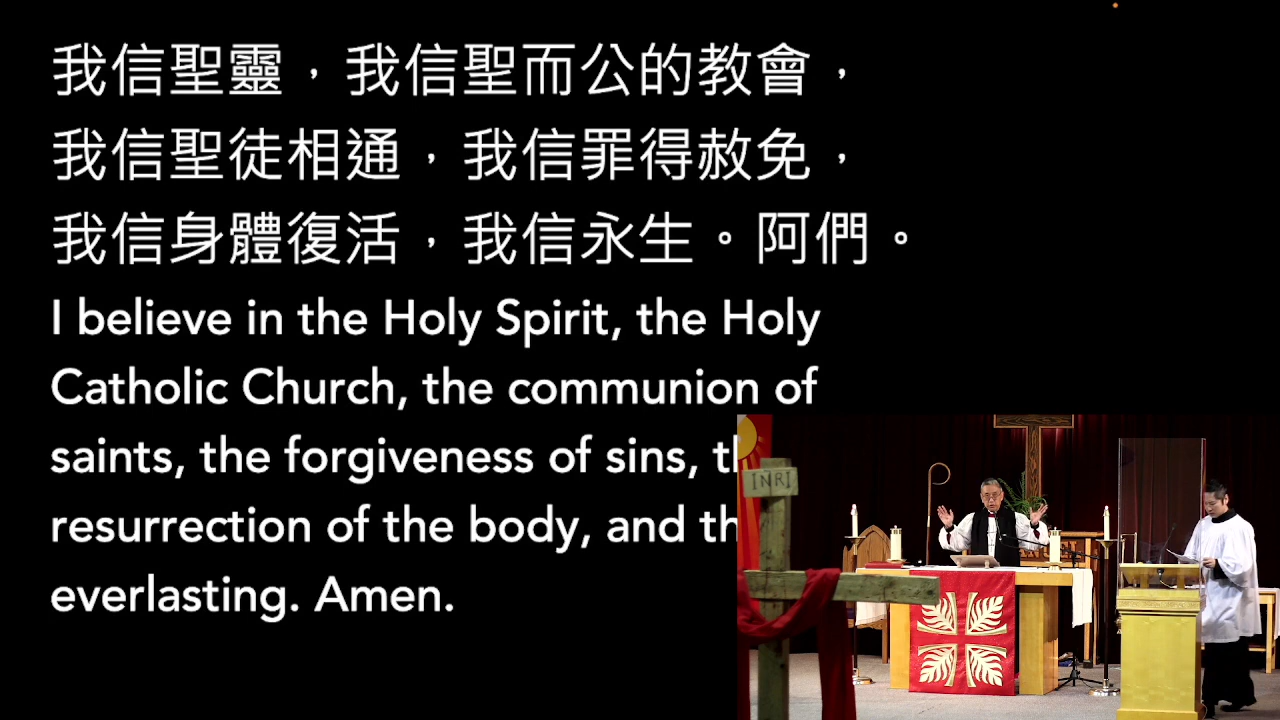 我信聖靈，我信聖而公的教會，
我信聖徒相通，我信罪得赦免，
我信身體復活，我信永生。阿們。
I believe in the Holy Spirit, the Holy
Catholic Church, the communion of
saints, the forgiveness of sins,
resurrection of the body, and
everlasting. Amen.
INRI